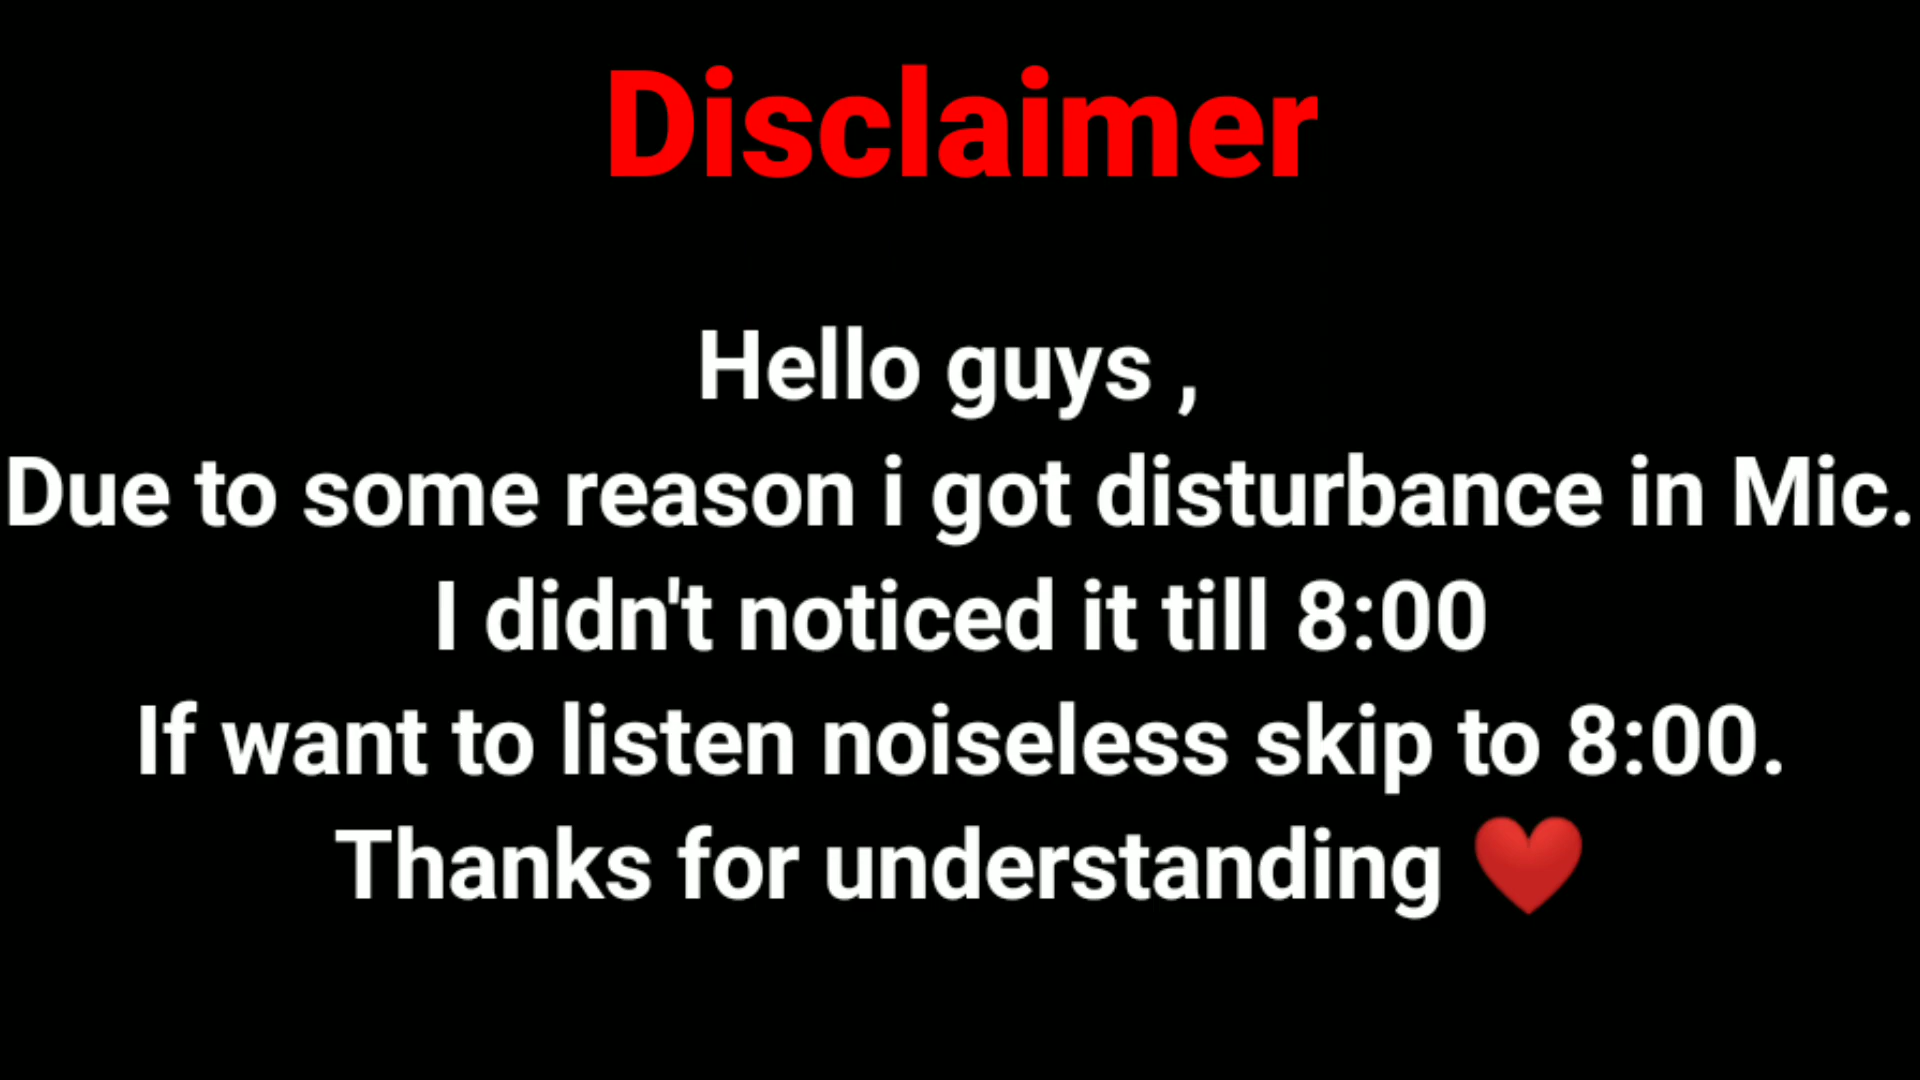 Disclaimer
Hello guys ,
Due to some reason i got disturbance in Mic.
I didn't noticed it till 8:00
If want to listen noiseless skip to 8:00.
Thanks for understanding ❤️